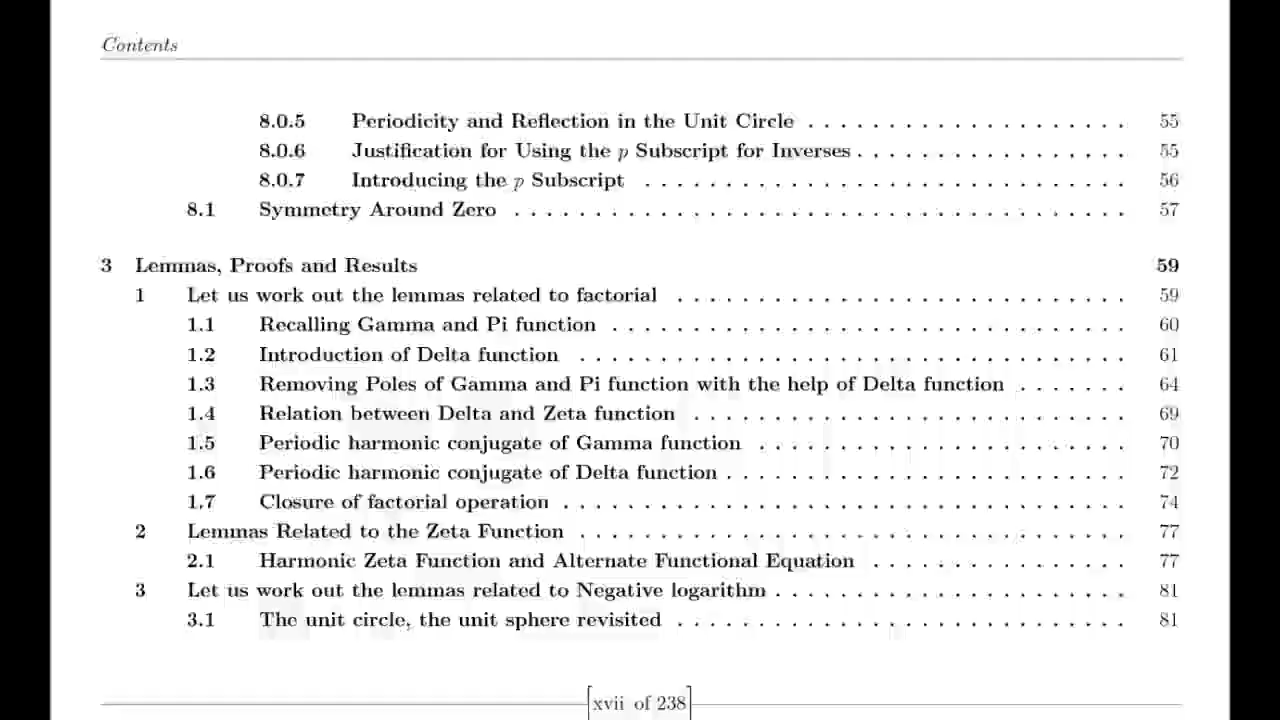 Contents
8.0.5 Periodicity and Reflection in the Unit Circle . . . . . . . . . . . . . . . . . . . . 55
8.0.6 Justification for Using the p Subscript for Inverses . . . . . . . . . . . . . . . . . 55
8.0.7 Introducing the p Subscript . . . . . . . . . . . . . . . . . . . . . . . . . . . . . . 56
8.1 Symmetry Around Zero . . . . . . . . . . . . . . . . . . . . . . . . . . . . . . . . . . . . . . 57
3 Lemmas, Proofs and Results 59
1 Let us work out the lemmas related to factorial . . . . . . . . . . . . . . . . . . . . . . . . . . . . 59
1.1 Recalling Gamma and Pi function . . . . . . . . . . . . . . . . . . . . . . . . . . . . . . . . 60
1.2 Introduction of Delta function . . . . . . . . . . . . . . . . . . . . . . . . . . . . . . . . . . 61
1.3 Removing Poles of Gamma and Pi function with the help of Delta function . . . . . . . 64
1.4 Relation between Delta and Zeta function . . . . . . . . . . . . . . . . . . . . . . . . . . . 69
1.5 Periodic harmonic conjugate of Gamma function . . . . . . . . . . . . . . . . . . . . . . . 70
1.6 Periodic harmonic conjugate of Delta function . . . . . . . . . . . . . . . . . . . . . . . . . 72
1.7 Closure of factorial operation . . . . . . . . . . . . . . . . . . . . . . . . . . . . . . . . . . . 74
2 Lemmas Related to the Zeta Function . . . . . . . . . . . . . . . . . . . . . . . . . . . . . . . . . . 77
2.1 Harmonic Zeta Function and Alternate Functional Equation . . . . . . . . . . . . . . . . 77
3 Let us work out the lemmas related to Negative logarithm . . . . . . . . . . . . . . . . . . . . . . 81
3.1 The unit circle, the unit sphere revisited . . . . . . . . . . . . . . . . . . . . . . . . . . . . 81
[xvii of 238]